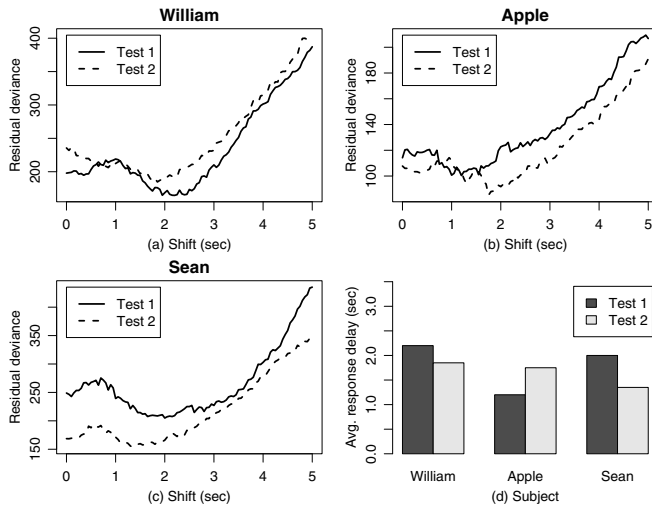 William
Residual deviance
200
300
400
Test 1
Test 2
0 1 2 3 4 5
(a) Shift (sec)
Apple
Residual deviance
100
120
140
180
Test 1
Test 2
0 1 2 3 4 5
(b) Shift (sec)
Sean
Residual deviance
150
250
350
Test 1
Test 2
0 1 2 3 4 5
(c) Shift (sec)
Avg. response delay (sec)
0.0
1.0
2.0
3.0
Test 1
Test 2
William Apple Sean
(d) Subject